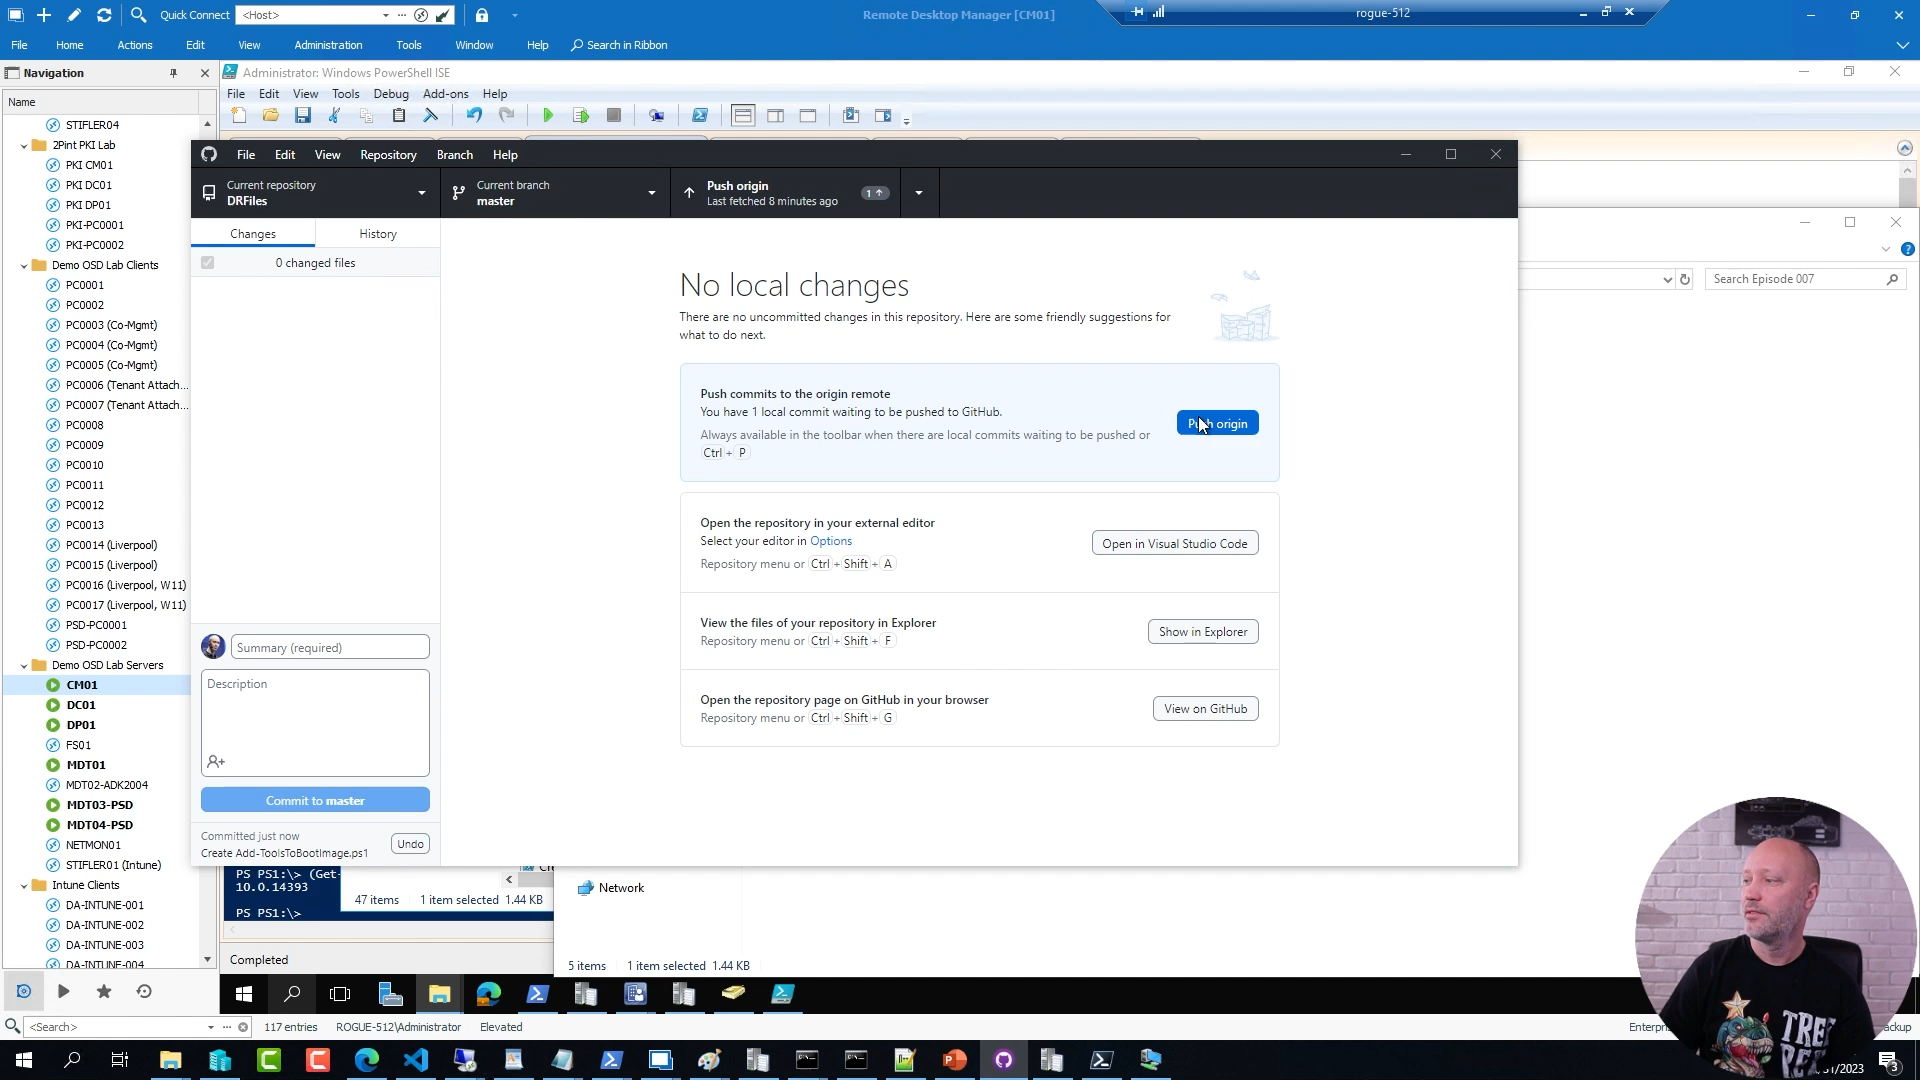 Quick Connect <Host>
Remote Desktop Manager [CM01]
rogue-512
File Home Actions Edit View Administration Tools Window Help Search in Ribbon
Navigation
Name
STIFLER04
2Pint PKI Lab
PKI CM01
PKI DC01
PKI DP01
PKI-PC0001
PKI-PC0002
Demo OSD Lab Clients
PC0001
PC0002
PC0003 (Co-Mgmt)
PC0004 (Co-Mgmt)
PC0005 (Co-Mgmt)
PC0006 (Tenant Attach...
PC0007 (Tenant Attach...
PC0008
PC0009
PC0010
PC0011
PC0012
PC0013
PC0014 (Liverpool)
PC0015 (Liverpool)
PC0016 (Liverpool, W11)
PC0017 (Liverpool, W11)
PSD-PC0001
PSD-PC0002
Demo OSD Lab Servers
CM01
DC01
DP01
FS01
MDT01
MDT02-ADK2004
MDT03-PSD
MDT04-PSD
NETMON01
STIFLER01 (Intune)
Intune Clients
DA-INTUNE-001
DA-INTUNE-002
DA-INTUNE-003
DA-INTUNE-004
<Search>
117 entries ROGUE-512\Administrator Elevated
Administrator: Windows PowerShell ISE
File Edit View Tools Debug Add-ons Help
File Edit View Repository Branch Help
Current repository
DRFiles
Current branch
master
Push origin
Last fetched 8 minutes ago
1
Changes History
0 changed files
No local changes
There are no uncommitted changes in this repository. Here are some friendly suggestions for
what to do next.
Push commits to the origin remote
You have 1 local commit waiting to be pushed to GitHub.
Always available in the toolbar when there are local commits waiting to be pushed or
Ctrl + P
Push origin
Open the repository in your external editor
Select your editor in Options
Repository menu or Ctrl + Shift + A
Open in Visual Studio Code
View the files of your repository in Explorer
Repository menu or Ctrl + Shift + F
Show in Explorer
Open the repository page on GitHub in your browser
Repository menu or Ctrl + Shift + G
View on GitHub
Summary (required)
Description
Commit to master
Committed just now
Create Add-ToolsToBootImage.ps1
Undo
Search Episode 007
PS PS1:\> (Get-
10.0.14393
PS PS1:\>
47 items 1 item selected 1.44 KB
Network
Completed
5 items 1 item selected 1.44 KB
TREE
3